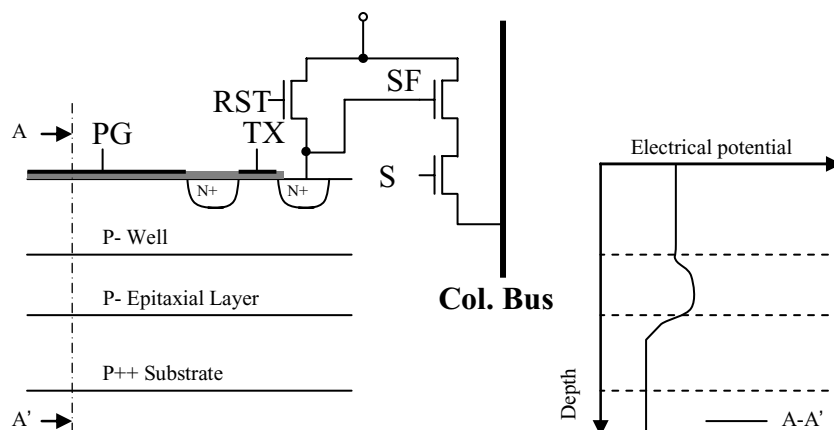 SF
RST
A
PG
TX
Electrical potential
S
N+
N+
P- Well
P- Epitaxial Layer
Col. Bus
P++ Substrate
Depth
A'
A-A'